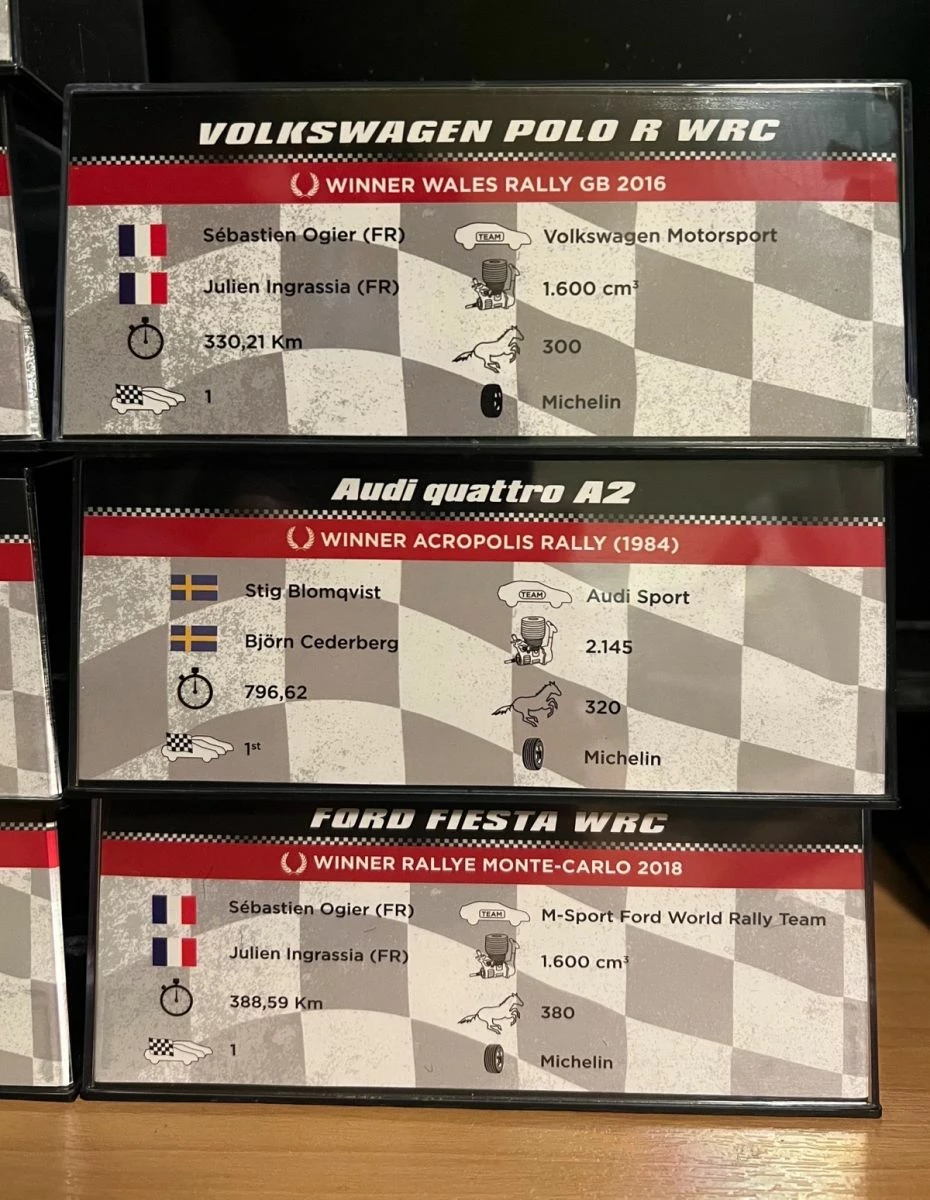 VOLKSWAGEN POLO R WRC
WINNER WALES RALLY GB 2016
Sébastien Ogier (FR)
TEAM
Volkswagen Motorsport
Julien Ingrassia (FR)
1.600 cm³
330,21 Km
300
1
Michelin
Audi quattro A2
WINNER ACROPOLIS RALLY (1984)
Stig Blomqvist
TEAM
Audi Sport
Björn Cederberg
2.145
796,62
320
1st
Michelin
FORD FIESTA WRC
WINNER RALLYE MONTE-CARLO 2018
Sébastien Ogier (FR)
TEAM
M-Sport Ford World Rally Team
Julien Ingrassia (FR)
1.600 cm³
388,59 Km
380
1
Michelin